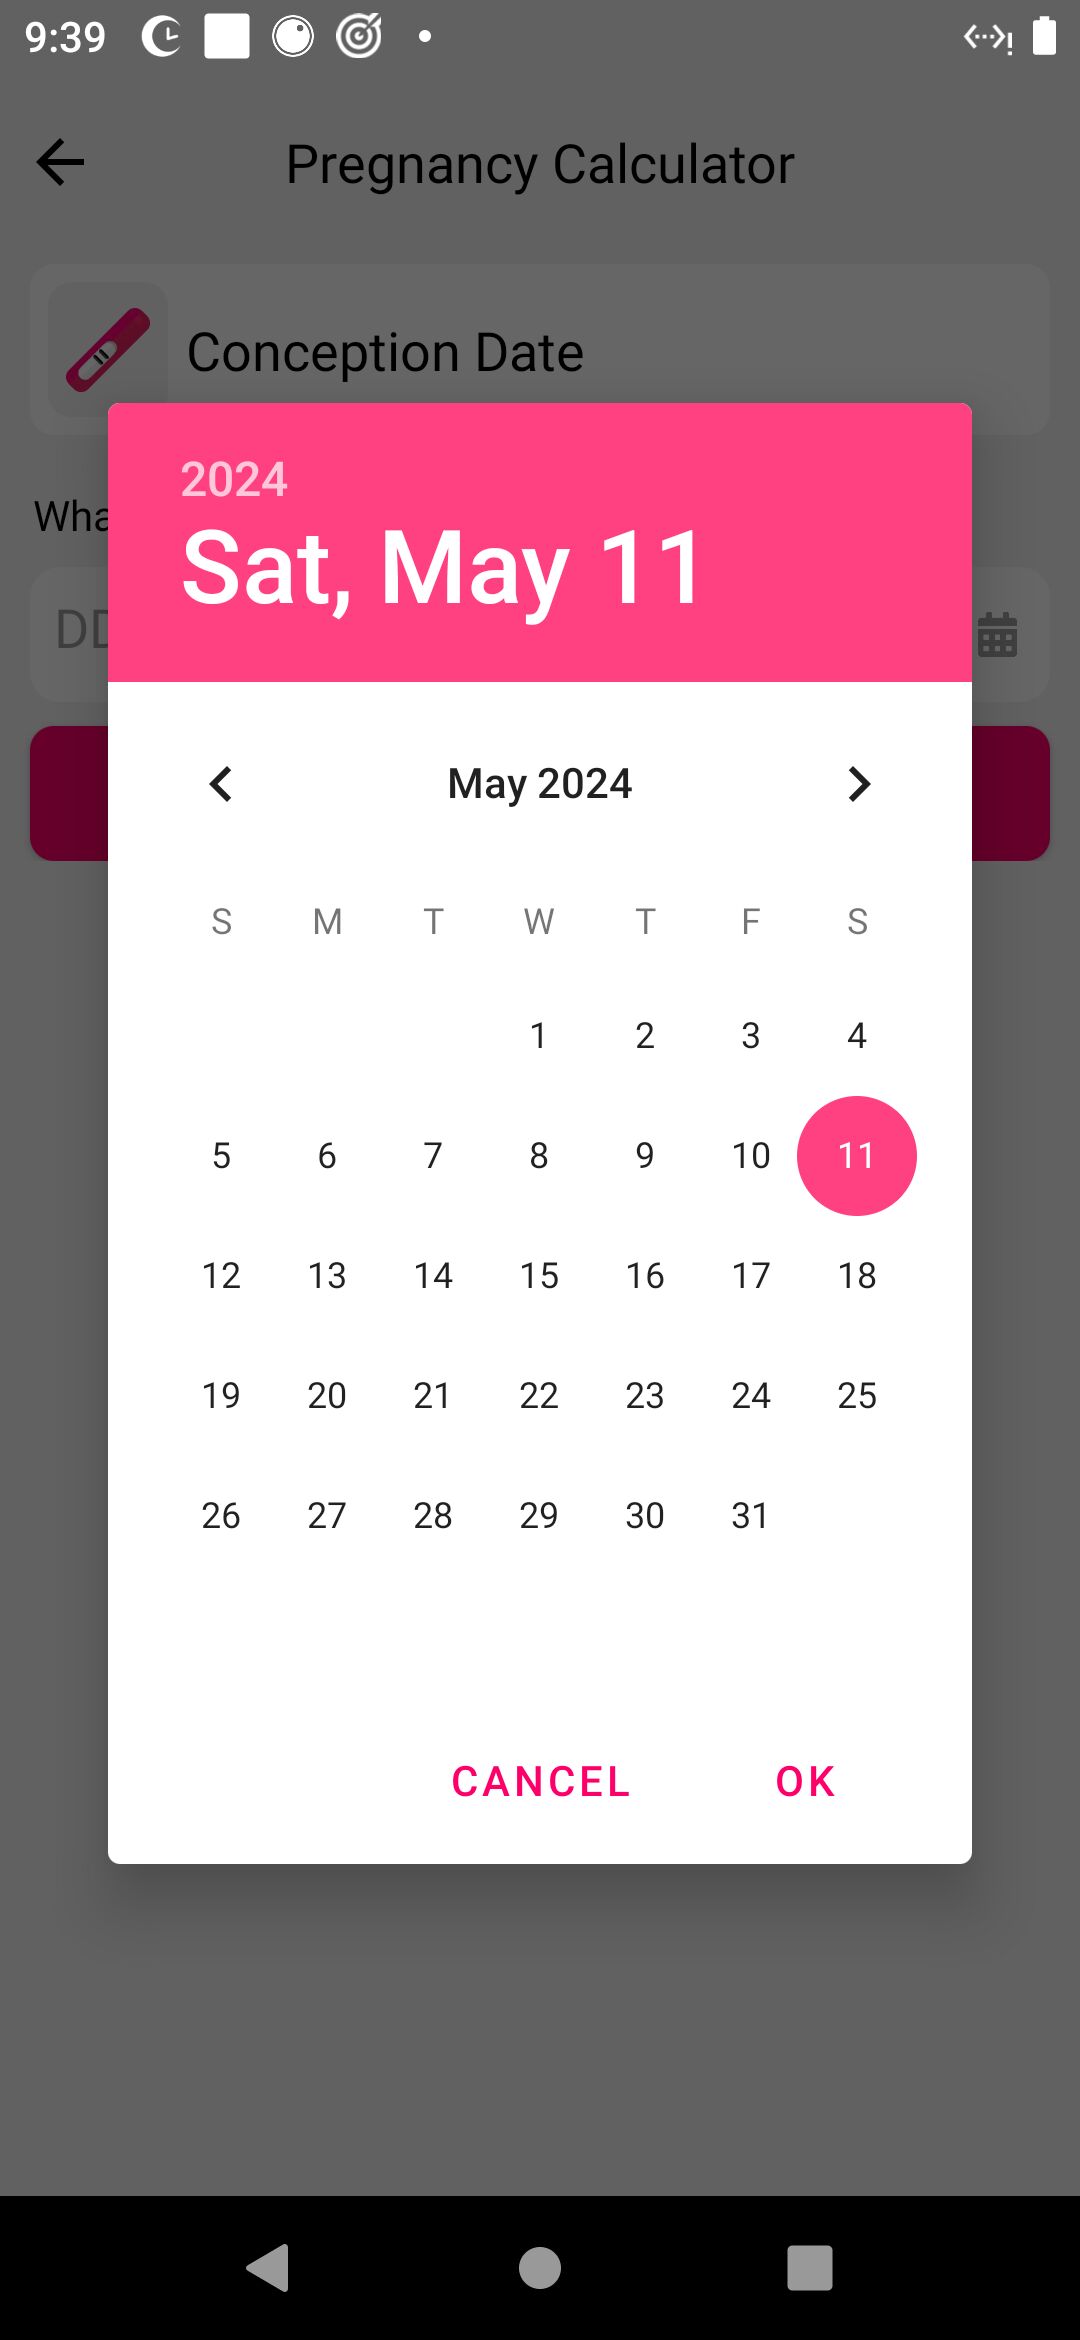 9:39
Pregnancy Calculator
Conception Date
2024
Sat, May 11
May 2024
S M T W T F S
1 2 3 4
5 6 7 8 9 10 11
12 13 14 15 16 17 18
19 20 21 22 23 24 25
26 27 28 29 30 31
CANCEL OK